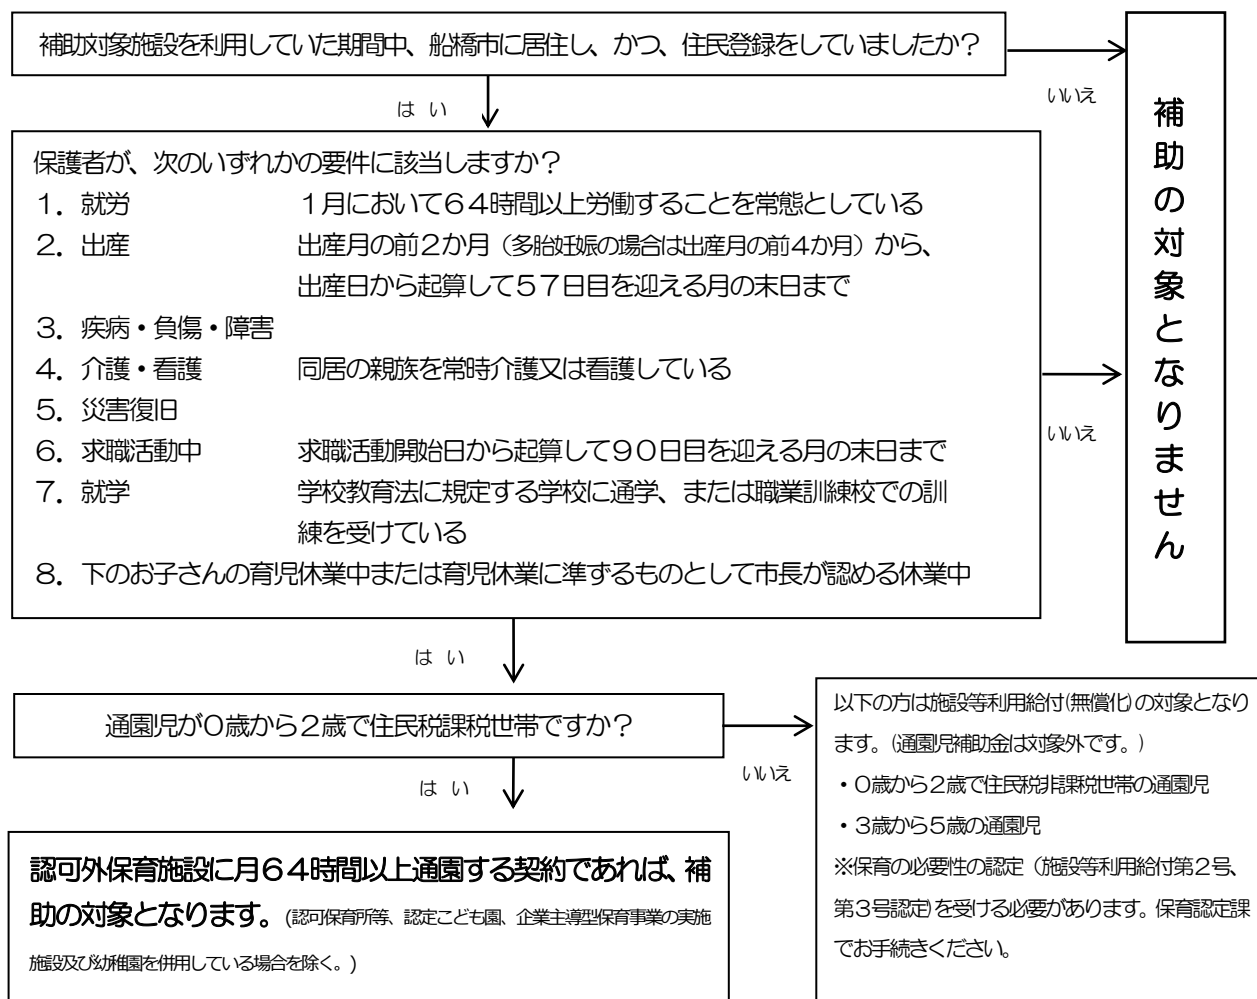 補助対象施設を利用していた期間中、船橋市に居住し、かつ、住民登録をしていましたか？
いいえ
は い
補助の対象となりません
保護者が、次のいずれかの要件に該当しますか？
１．就労　１月において６４時間以上労働することを常態としている
２．出産　出産月の前２か月（多胎妊娠の場合は出産月の前４か月）から、
出産日から起算して５７日目を迎える月の末日まで
３．疾病・負傷・障害
４．介護・看護　同居の親族を常時介護又は看護している
５．災害復旧
６．求職活動中　求職活動開始日から起算して９０日目を迎える月の末日まで
７．就学　学校教育法に規定する学校に通学、または職業訓練校での訓
練を受けている
８．下のお子さんの育児休業中または育児休業に準ずるものとして市長が認める休業中
いいえ
は い
通園児が０歳から２歳で住民税課税世帯ですか？
いいえ
は い
以下の方は施設等利用給付(無償化)の対象となり
ます。(通園児補助金は対象外です。)
・０歳から２歳で住民税非課税世帯の通園児
・３歳から５歳の通園児
※保育の必要性の認定（施設等利用給付第２号、
第３号認定)を受ける必要があります。保育認定課
でお手続きください。
認可外保育施設に月６４時間以上通園する契約であれば、補
助の対象となります。(認可保育所等、認定こども園、企業主導型保育事業の実施
施設及び幼稚園を併用している場合を除く。)